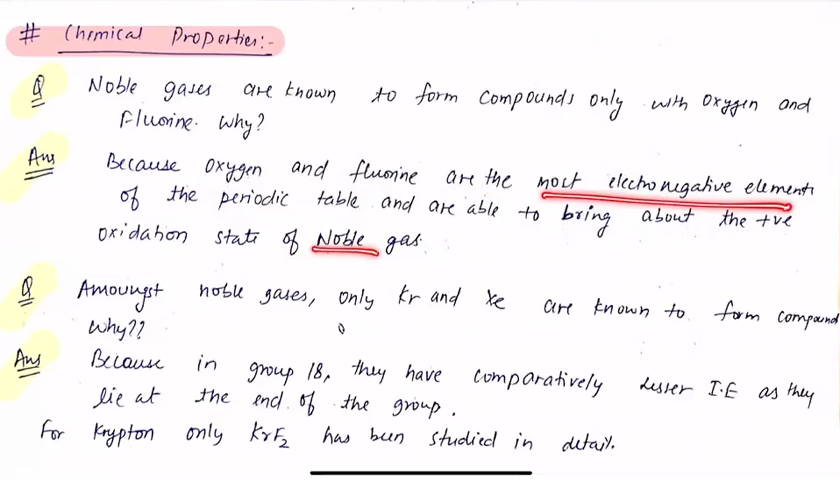 # Chemical Properties:-
Q Noble gases are known to form compounds only with oxygen and
fluorine. Why?
Ans Because oxygen and fluorine are the most electronegative elements
of the periodic table and are able to bring about the +ve
oxidation state of Noble gas.
Q Amoungst noble gases, only Kr and Xe are known to form compound
Why??
Ans Because in group 18, they have comparatively lesser I.E as they
lie at the end of the group.
For Krypton only KrF₂ has been studied in detail.